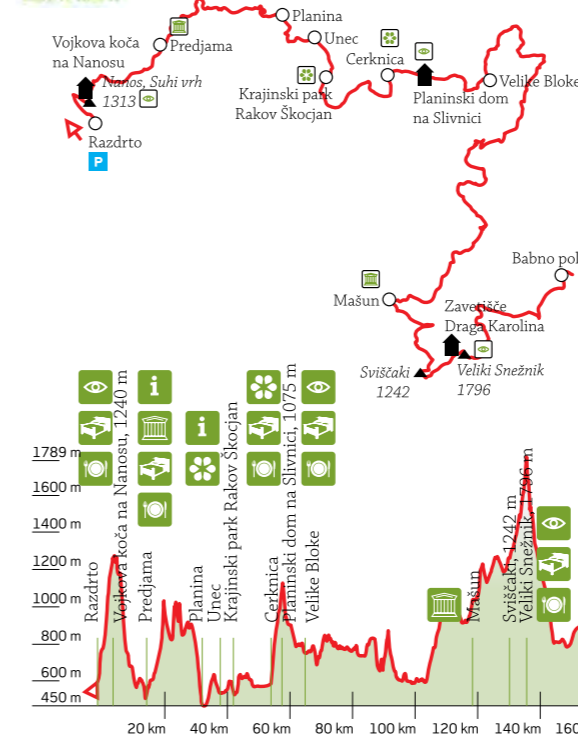 Planina
Unec
Vojkova koča
na Nanosu
Predjama
Cerknica
Nanos, Suhi vrh
1313
Krajinski park
Rakov Škocjan
Velike Bloke
Planinski dom
na Slivnici
Razdrto
P
Babno pol
Mašun
Zavetišče
Draga Karolina
Sviščaki
1242
Veliki Snežnik
1796
i
i
1789 m
1600 m
1400 m
1200 m
1000 m
800 m
600 m
450 m
Razdrto
Vojkova koča na Nanosu, 1240 m
Predjama
Planina
Unec
Krajinski park Rakov Škocjan
Cerknica
Planinski dom na Slivnici, 1075 m
Velike Bloke
Mašun
Sviščaki, 1242 m
Veliki Snežnik, 1796 m
20 km 40 km 60 km 80 km 100 km 120 km 140 km 160